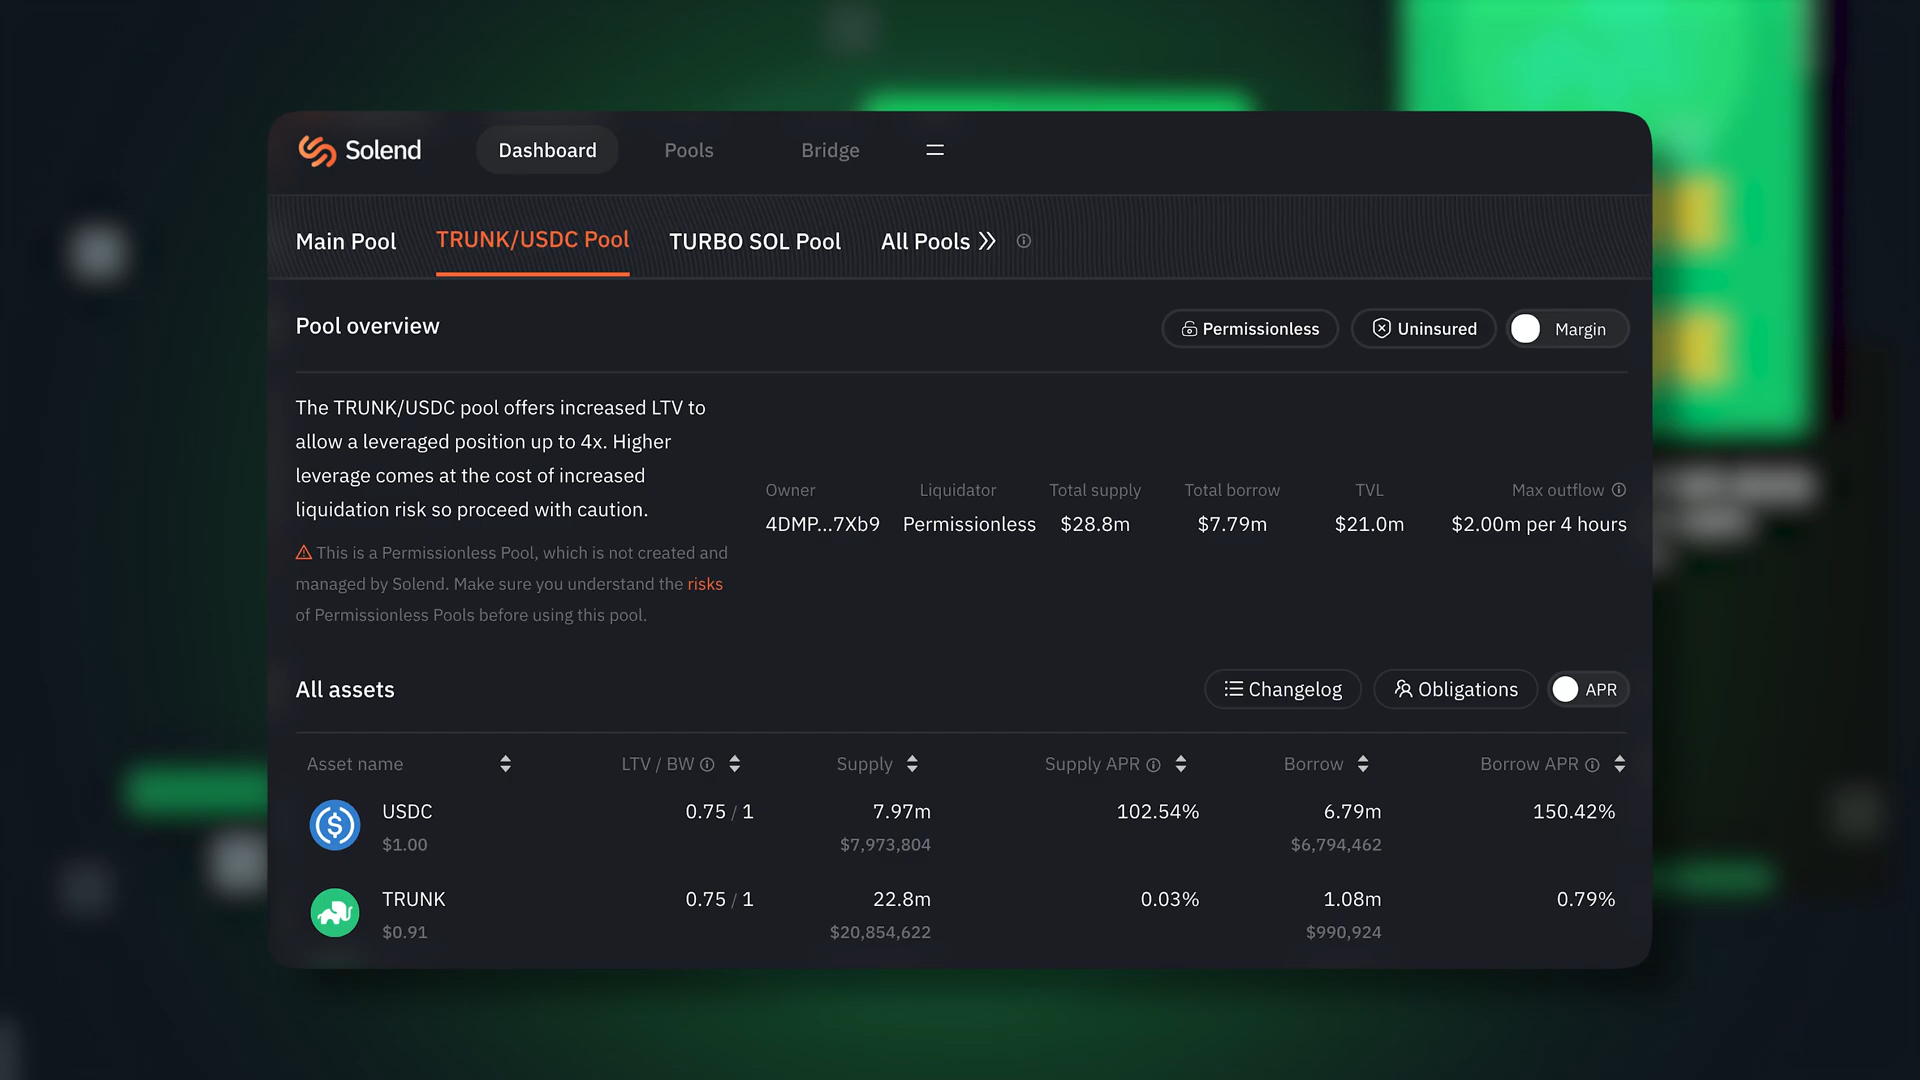 Solend
Dashboard
Pools
Bridge
Main Pool
TRUNK/USDC Pool
TURBO SOL Pool
All Pools
Pool overview
Permissionless
Uninsured
Margin
The TRUNK/USDC pool offers increased LTV to
allow a leveraged position up to 4x. Higher
leverage comes at the cost of increased
liquidation risk so proceed with caution.
This is a Permissionless Pool, which is not created and
managed by Solend. Make sure you understand the risks
of Permissionless Pools before using this pool.
Owner Liquidator Total supply Total borrow TVL Max outflow
4DMP...7Xb9 Permissionless $28.8m $7.79m $21.0m $2.00m per 4 hours
All assets
Changelog
Obligations
APR
Asset name LTV / BW Supply Supply APR Borrow Borrow APR
USDC 0.75 / 1 7.97m 102.54% 6.79m 150.42%
$1.00 $7,973,804 $6,794,462
TRUNK 0.75 / 1 22.8m 0.03% 1.08m 0.79%
$0.91 $20,854,622 $990,924